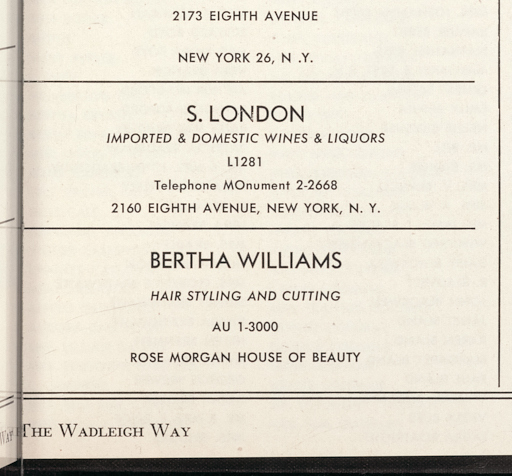 2173 EIGHTH AVENUE
NEW YORK 26, N .Y.
S. LONDON
IMPORTED & DOMESTIC WINES & LIQUORS
L1281
Telephone MOnument 2-2668
2160 EIGHTH AVENUE, NEW YORK, N. Y.
BERTHA WILLIAMS
HAIR STYLING AND CUTTING
AU 1-3000
ROSE MORGAN HOUSE OF BEAUTY
THE WADLEIGH WAY